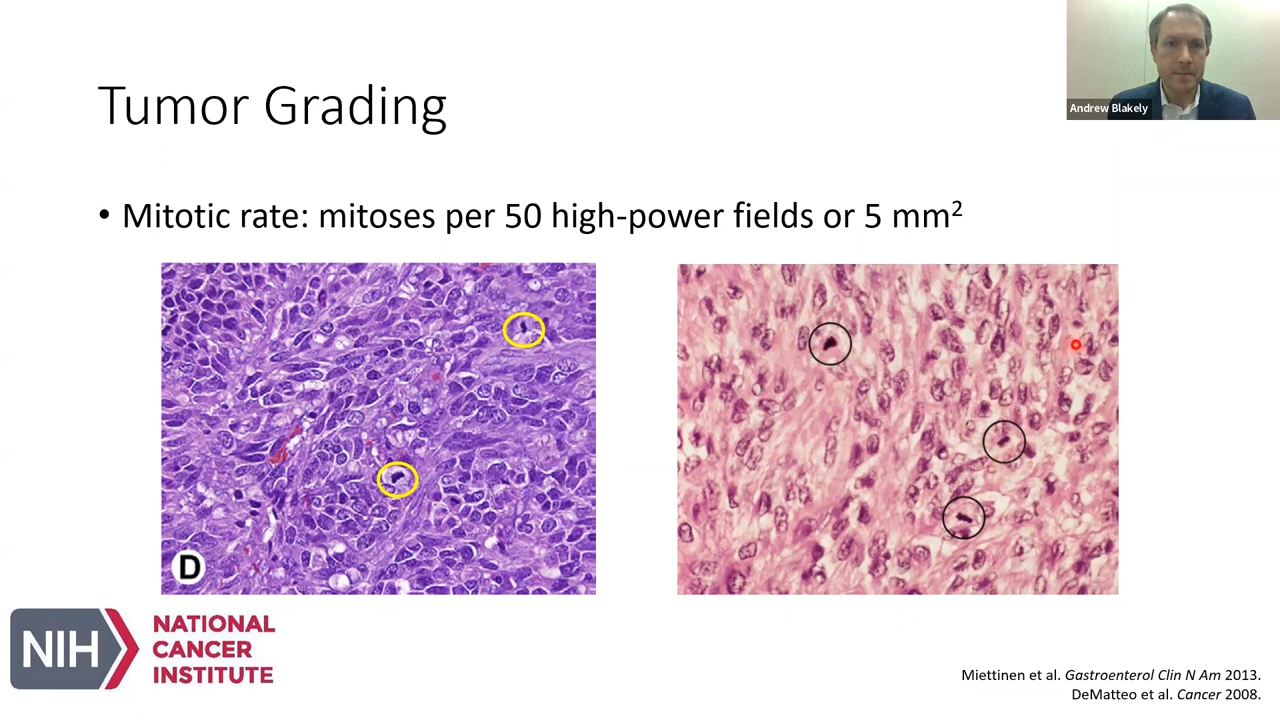 Andrew Blakely
Tumor Grading
• Mitotic rate: mitoses per 50 high-power fields or 5 mm²
D
NIH
NATIONAL
CANCER
INSTITUTE
Miettinen et al. Gastroenterol Clin N Am 2013.
DeMatteo et al. Cancer 2008.